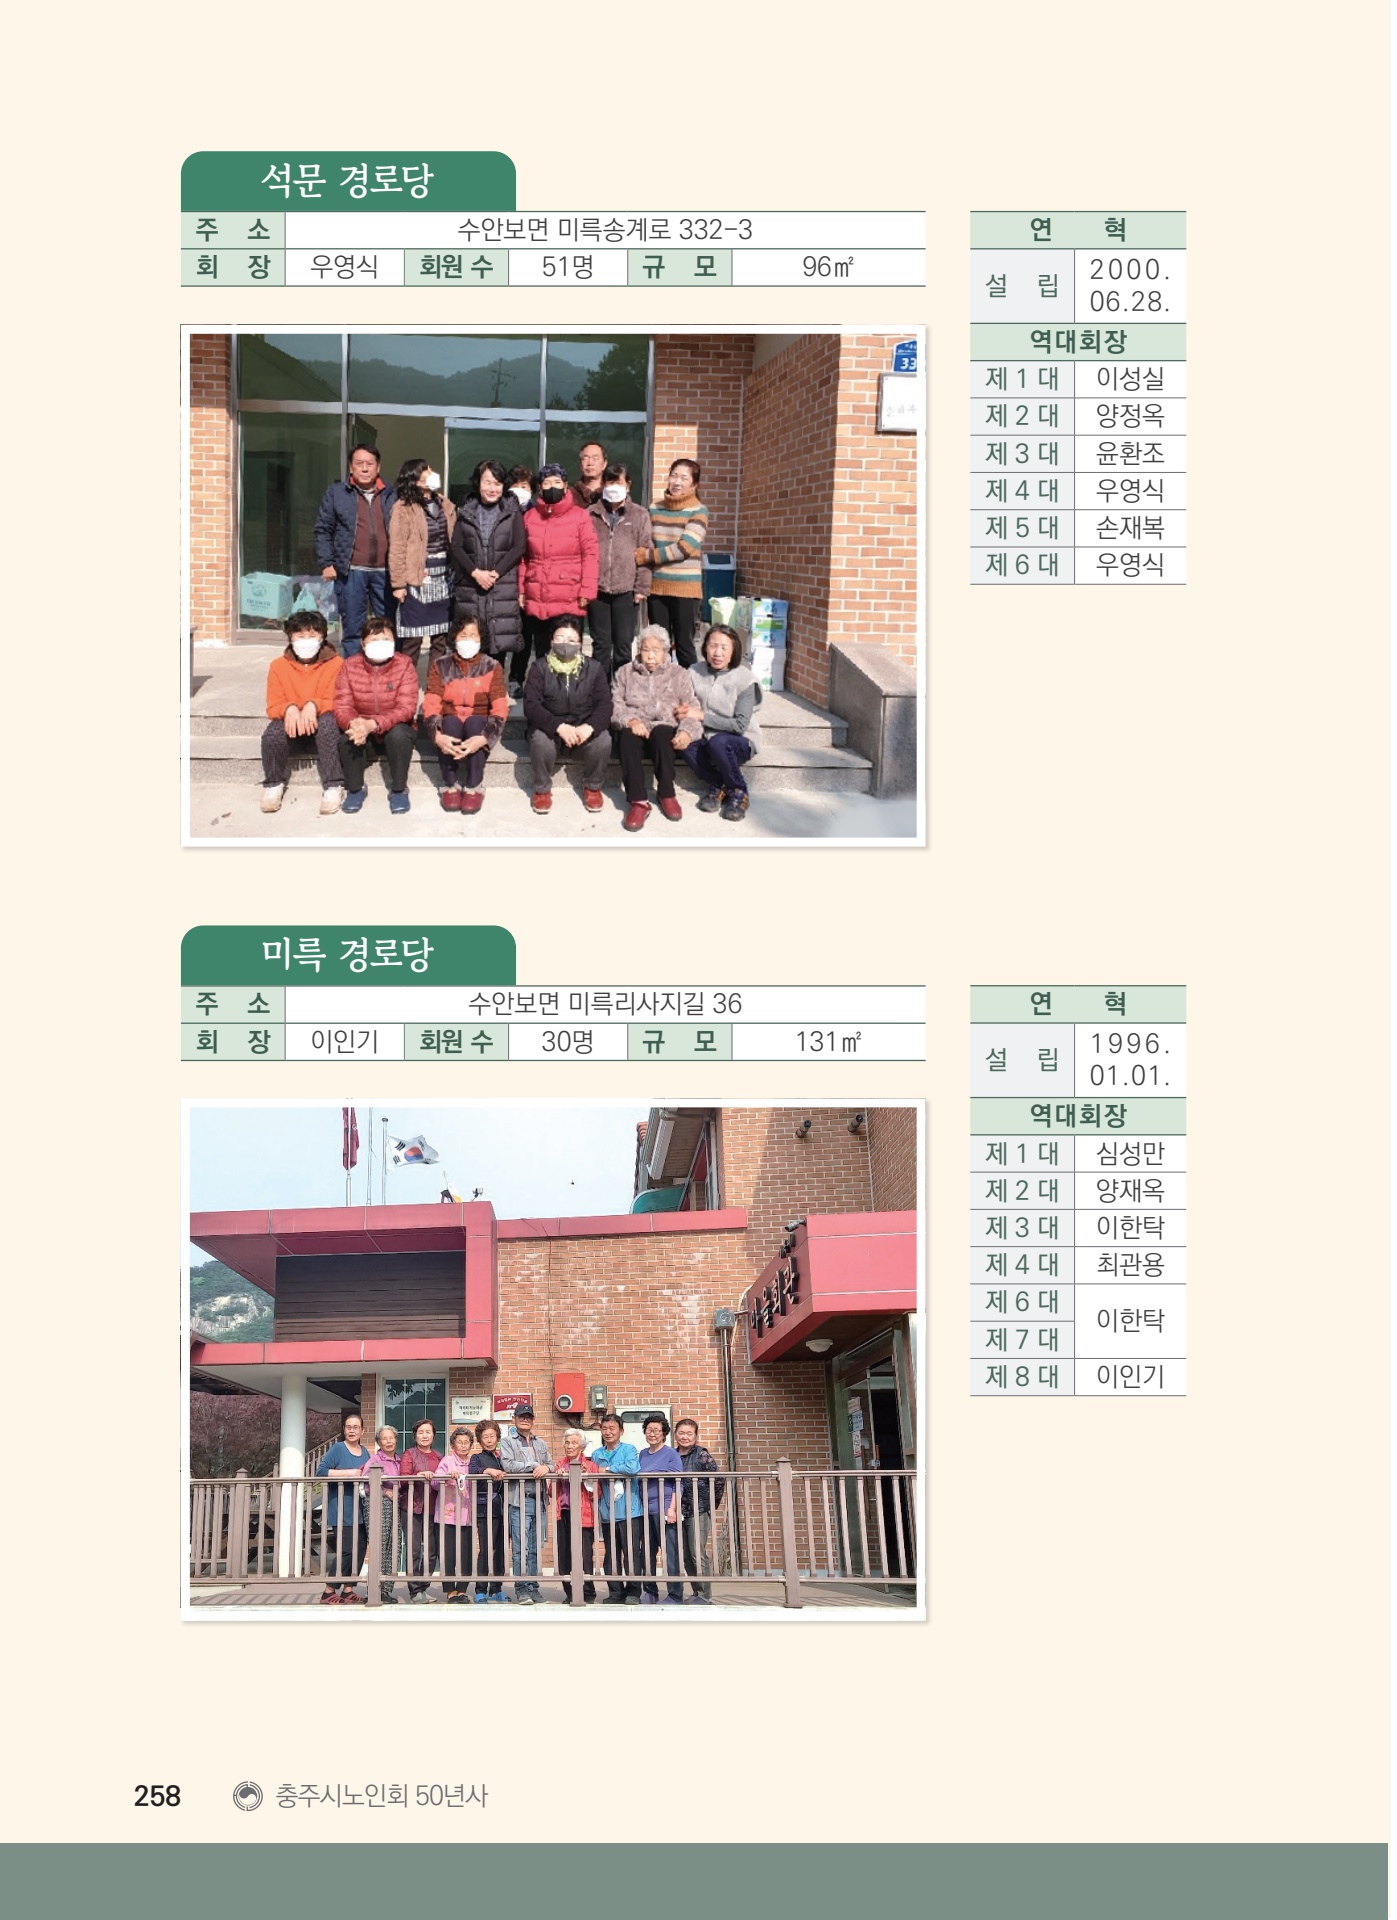 석문 경로당
주 소 수안보면 미륵송계로 332-3
회 장 우영식 회원 수 51명 규 모 96㎡
연 혁
설 립 2000.
06.28.
역대회장
제 1 대 이성실
제 2 대 양정옥
제 3 대 윤환조
제 4 대 우영식
제 5 대 손재복
제 6 대 우영식
33
미륵 경로당
주 소 수안보면 미륵리사지길 36
회 장 이인기 회원 수 30명 규 모 131㎡
연 혁
설 립 1996.
01.01.
역대회장
제 1 대 심성만
제 2 대 양재옥
제 3 대 이한탁
제 4 대 최관용
제 6 대 이한탁
제 7 대
제 8 대 이인기
마을회관
258 충주시노인회 50년사